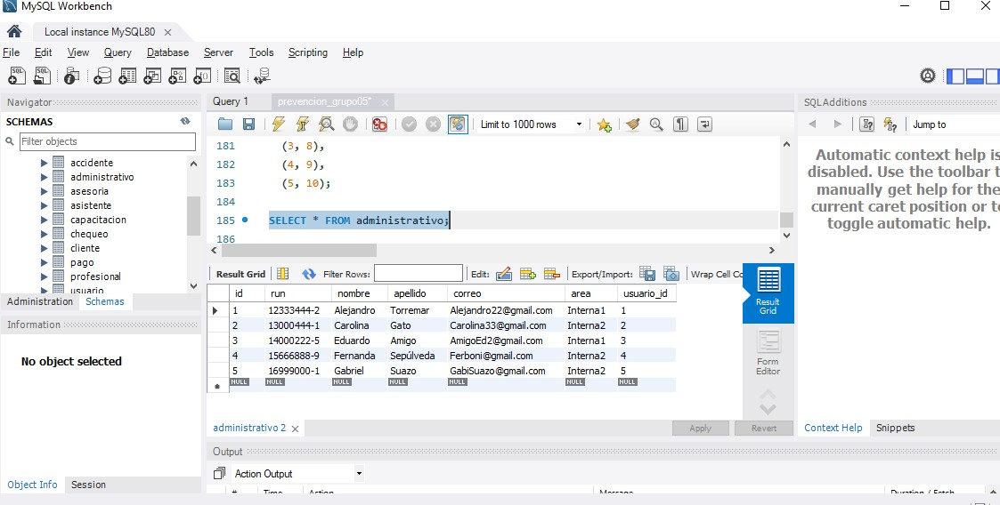 MySQL Workbench
Local instance MySQL80
File Edit View Query Database Server Tools Scripting Help
Navigator
SCHEMAS
Filter objects
accidente
administrativo
asesoria
asistente
capacitacion
chequeo
cliente
pago
profesional
usuario
Administration Schemas
Information
No object selected
Object Info Session
Query 1 prevencion_grupo05*
Limit to 1000 rows
181 (3, 8),
182 (4, 9),
183 (5, 10);
184
185 SELECT * FROM administrativo;
186
Result Grid Filter Rows: Edit: Export/Import: Wrap Cell Co
id run nombre apellido correo area usuario_id
1 12333444-2 Alejandro Torremar Alejandro22@gmail.com Interna1 1
2 13000444-1 Carolina Gato Carolina33@gmail.com Interna2 2
3 14000222-5 Eduardo Amigo AmigoEd2@gmail.com Interna1 3
4 15666888-9 Fernanda Sepúlveda Ferboni@gmail.com Interna2 4
5 16999000-1 Gabriel Suazo GabiSuazo@gmail.com Interna2 5
NULL NULL NULL NULL NULL NULL NULL
Result
Grid
Form
Editor
administrativo 2
Apply Revert
Output
Action Output
# Time Action Message Duration / Fetch
SQLAdditions
Jump to
Automatic context help is
disabled. Use the toolbar t
manually get help for the
current caret position or to
toggle automatic help.
Context Help Snippets